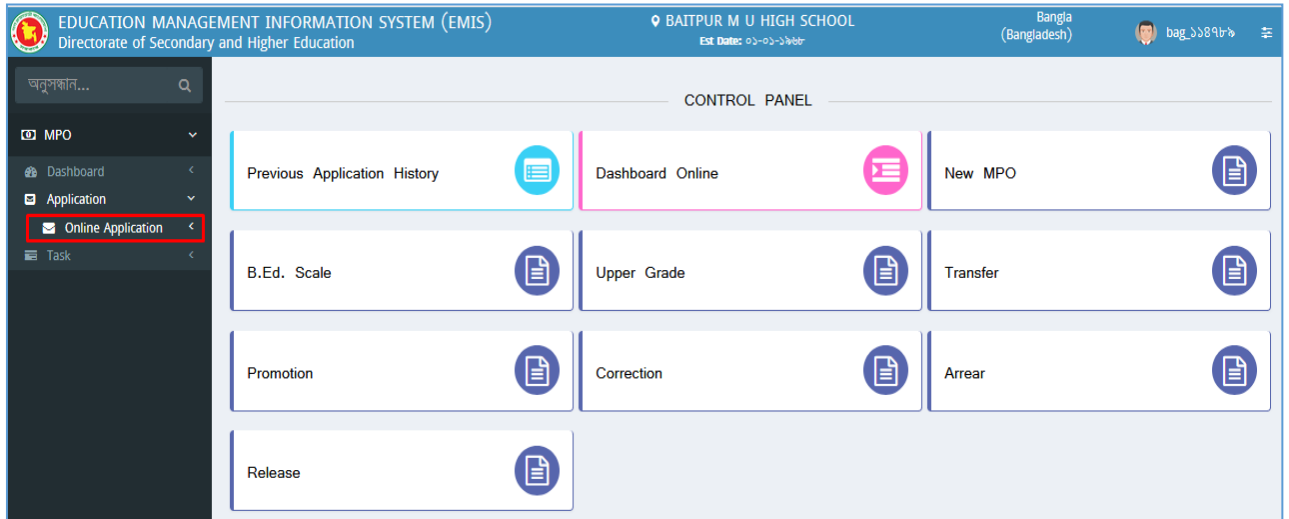 EDUCATION MANAGEMENT INFORMATION SYSTEM (EMIS)
Directorate of Secondary and Higher Education
BAITPUR M U HIGH SCHOOL
Est Date: ০১-০১-১৯৬৮
Bangla
(Bangladesh)
bag_১১৪৭৮৯
অনুসন্ধান...
MPO
Dashboard
Application
Online Application
Task
CONTROL PANEL
Previous Application History
Dashboard Online
New MPO
B.Ed. Scale
Upper Grade
Transfer
Promotion
Correction
Arrear
Release